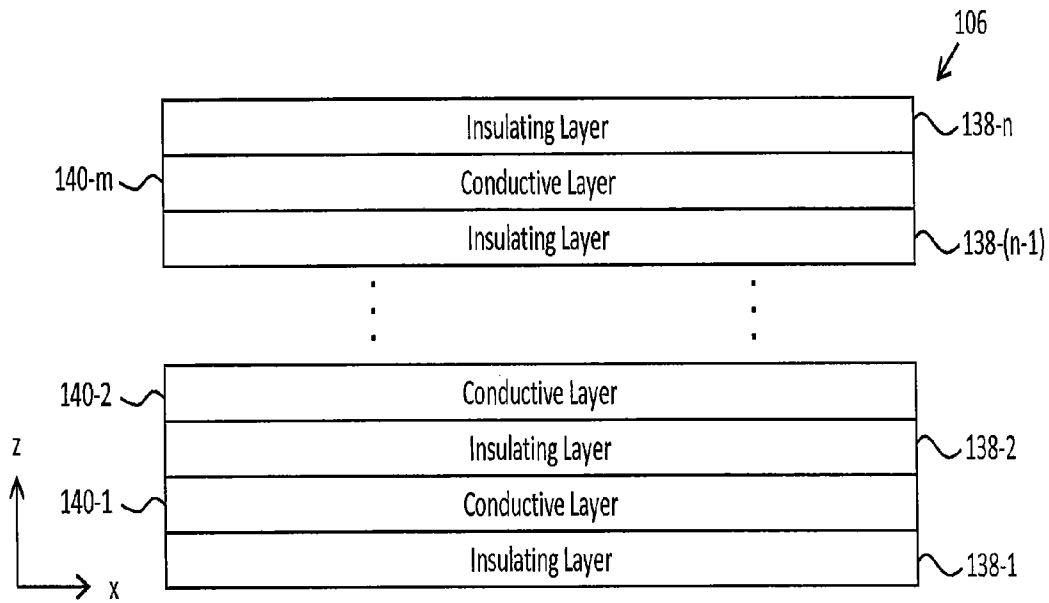 106
Insulating Layer 138-n
140-m Conductive Layer
Insulating Layer 138-(n-1)
140-2 Conductive Layer
Insulating Layer 138-2
z
140-1 Conductive Layer
Insulating Layer 138-1
x